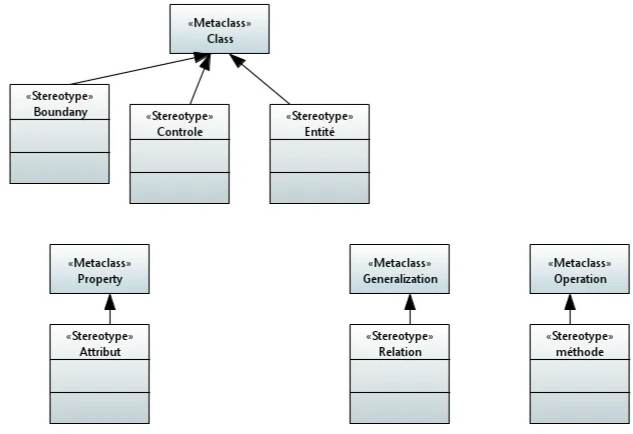 «Metaclass»
Class
«Stereotype»
Boundany
«Stereotype»
Controle
«Stereotype»
Entité
«Metaclass»
Property
«Metaclass»
Generalization
«Metaclass»
Operation
«Stereotype»
Attribut
«Stereotype»
Relation
«Stereotype»
méthode